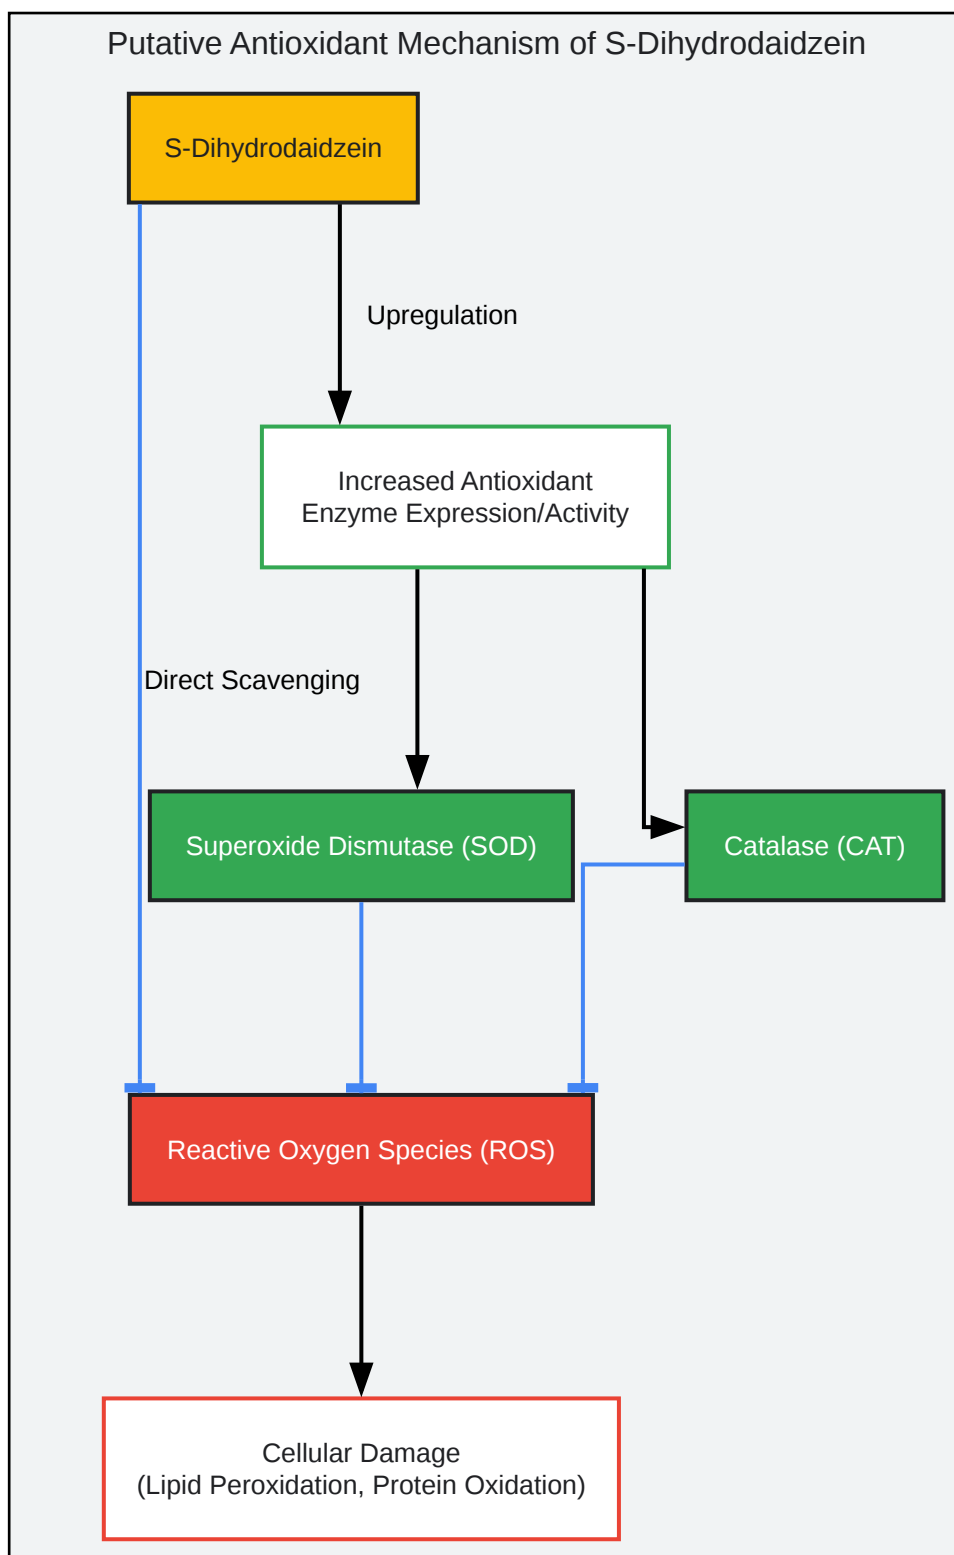 Putative Antioxidant Mechanism of S-Dihydrodaidzein
S-Dihydrodaidzein
Upregulation
Increased Antioxidant
Enzyme Expression/Activity
Direct Scavenging
Superoxide Dismutase (SOD)
Catalase (CAT)
Reactive Oxygen Species (ROS)
Cellular Damage
(Lipid Peroxidation, Protein Oxidation)